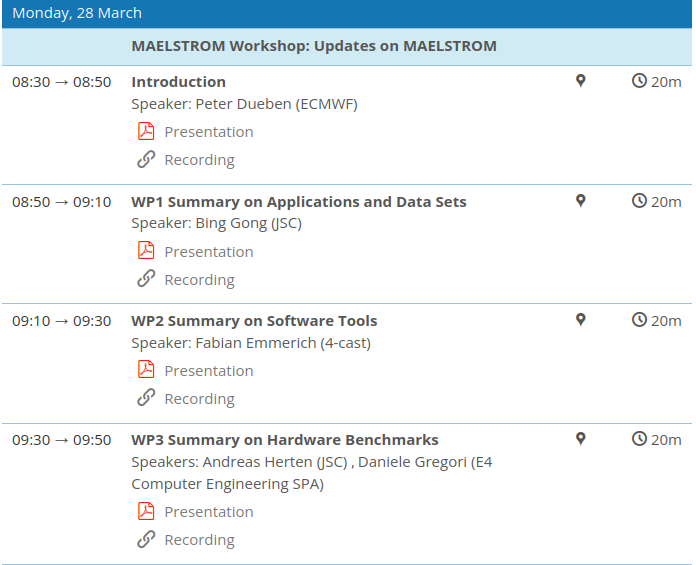 Monday, 28 March
MAELSTROM Workshop: Updates on MAELSTROM
08:30 → 08:50 Introduction 20m
Speaker: Peter Dueben (ECMWF)
Presentation
Recording
08:50 → 09:10 WP1 Summary on Applications and Data Sets 20m
Speaker: Bing Gong (JSC)
Presentation
Recording
09:10 → 09:30 WP2 Summary on Software Tools 20m
Speaker: Fabian Emmerich (4-cast)
Presentation
Recording
09:30 → 09:50 WP3 Summary on Hardware Benchmarks 20m
Speakers: Andreas Herten (JSC) , Daniele Gregori (E4
Computer Engineering SPA)
Presentation
Recording